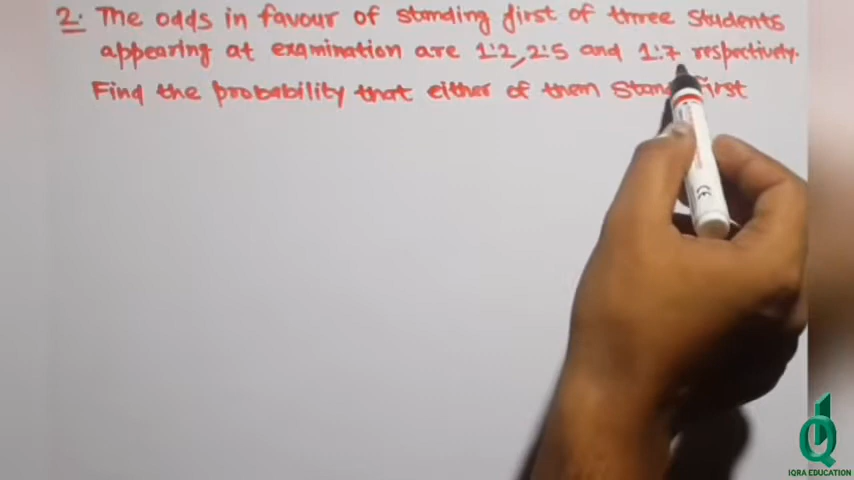 2. The odds in favour of standing first of three students
appearing at examination are 1:2, 2:5 and 1:7 respectively.
Find the probability that either of them first
IQRA EDUCATION